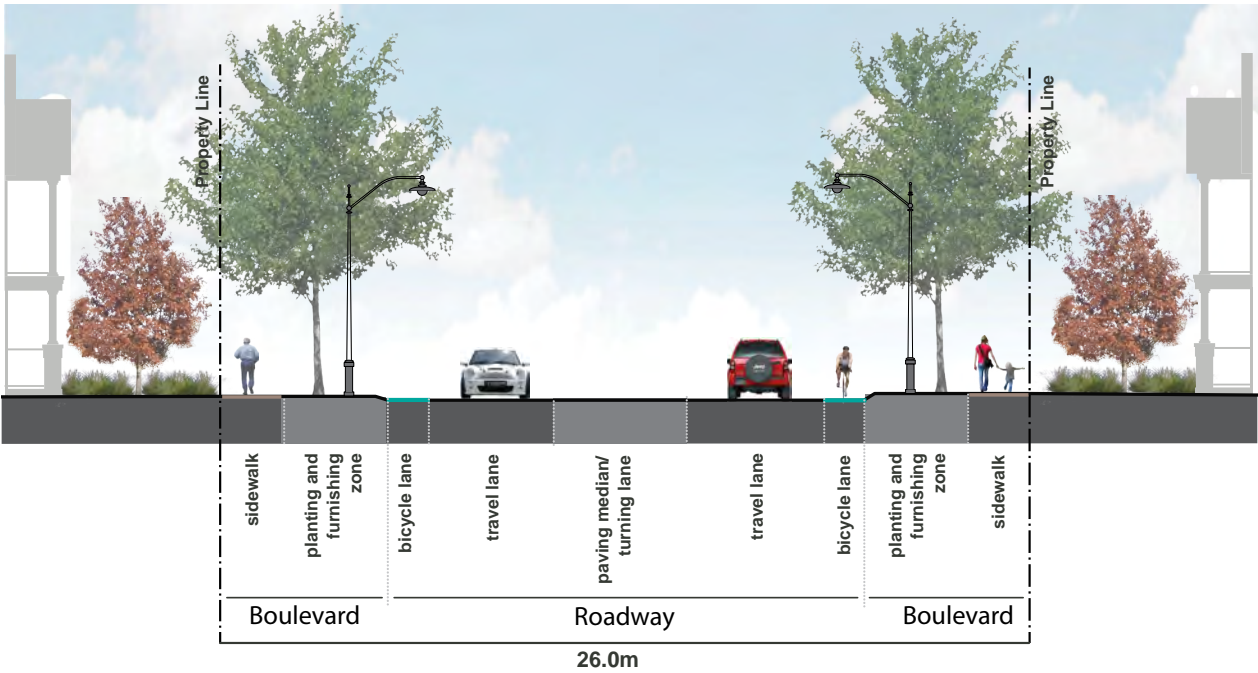 Property Line
Property Line
sidewalk
planting and
furnishing
zone
bicycle lane
travel lane
paving median/
turning lane
travel lane
bicycle lane
planting and
furnishing
zone
sidewalk
Boulevard
Roadway
Boulevard
26.0m